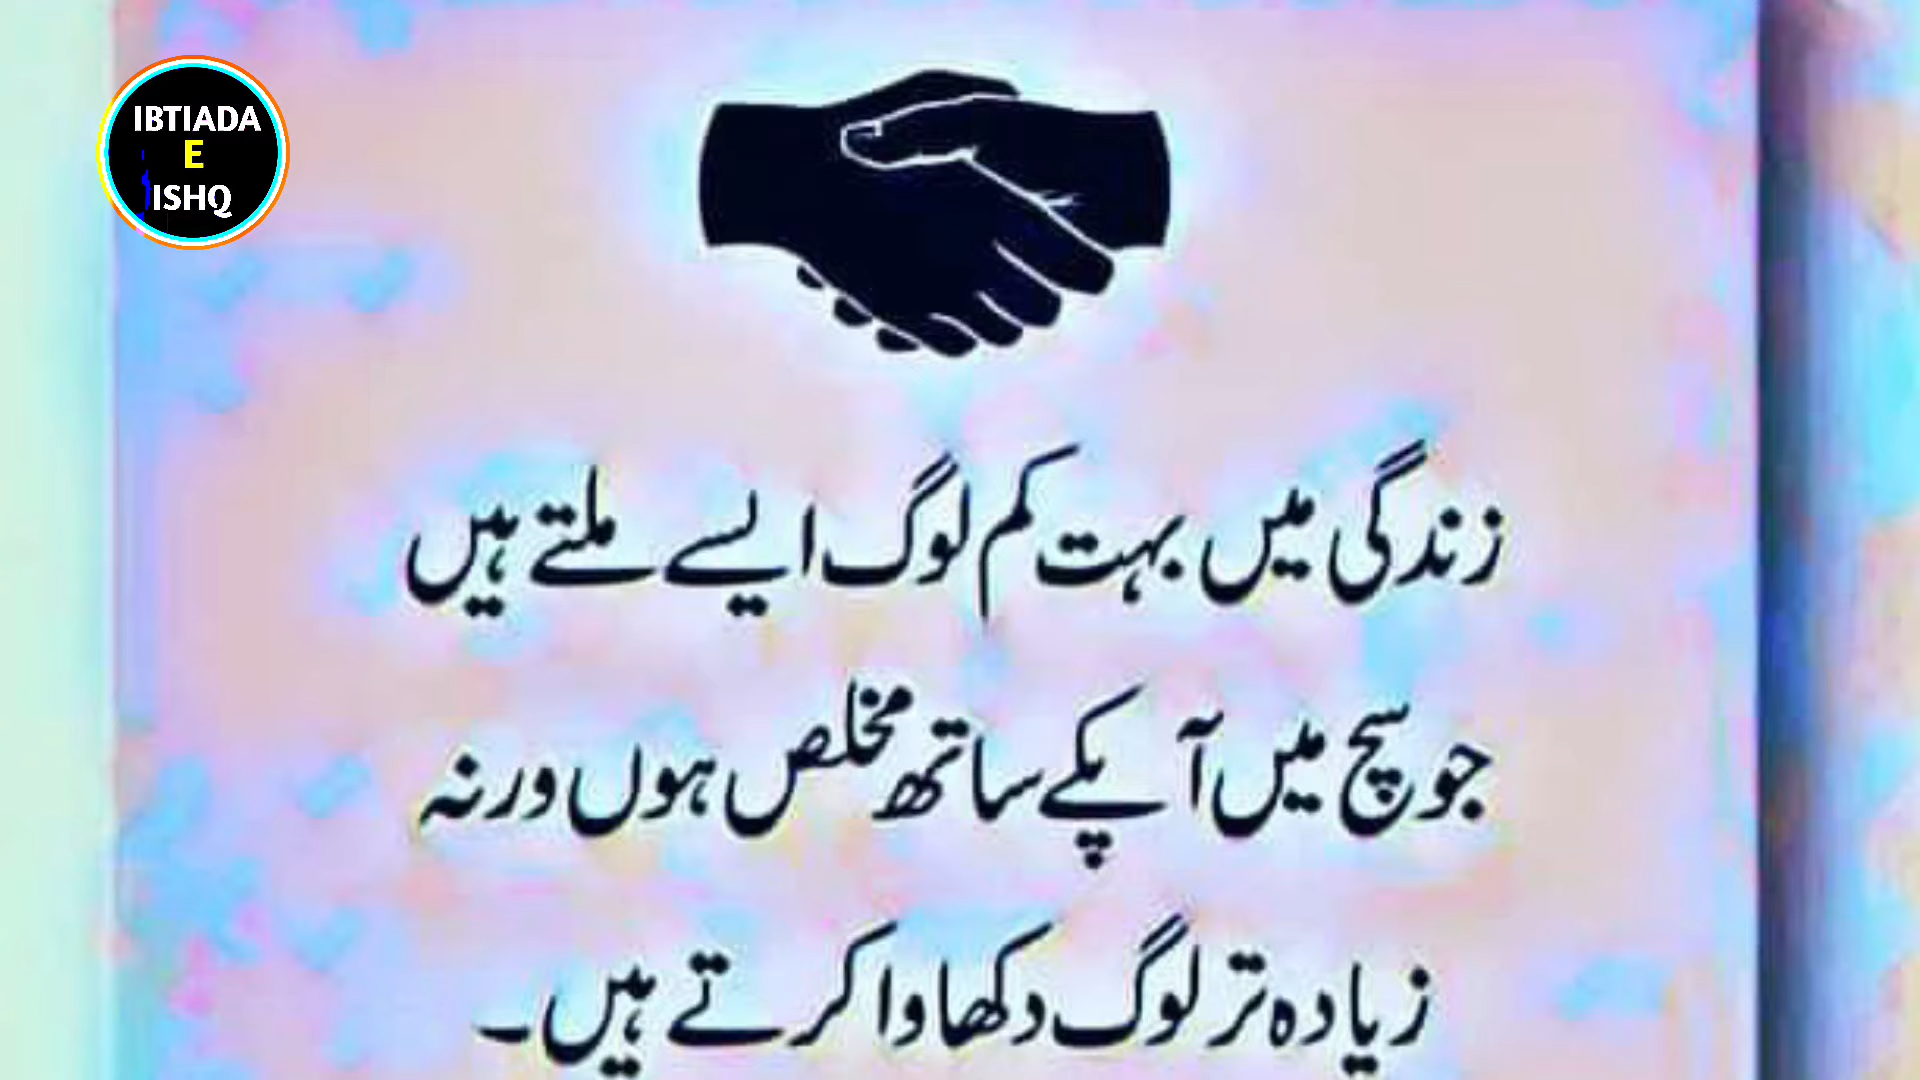 IBTIADA
E
ISHQ
زندگی میں بہت کم لوگ ایسے ملتے ہیں
جو سچ میں آپکے ساتھ مخلص ہوں ورنہ
زیادہ تر لوگ دکھاوا کرتے ہیں۔